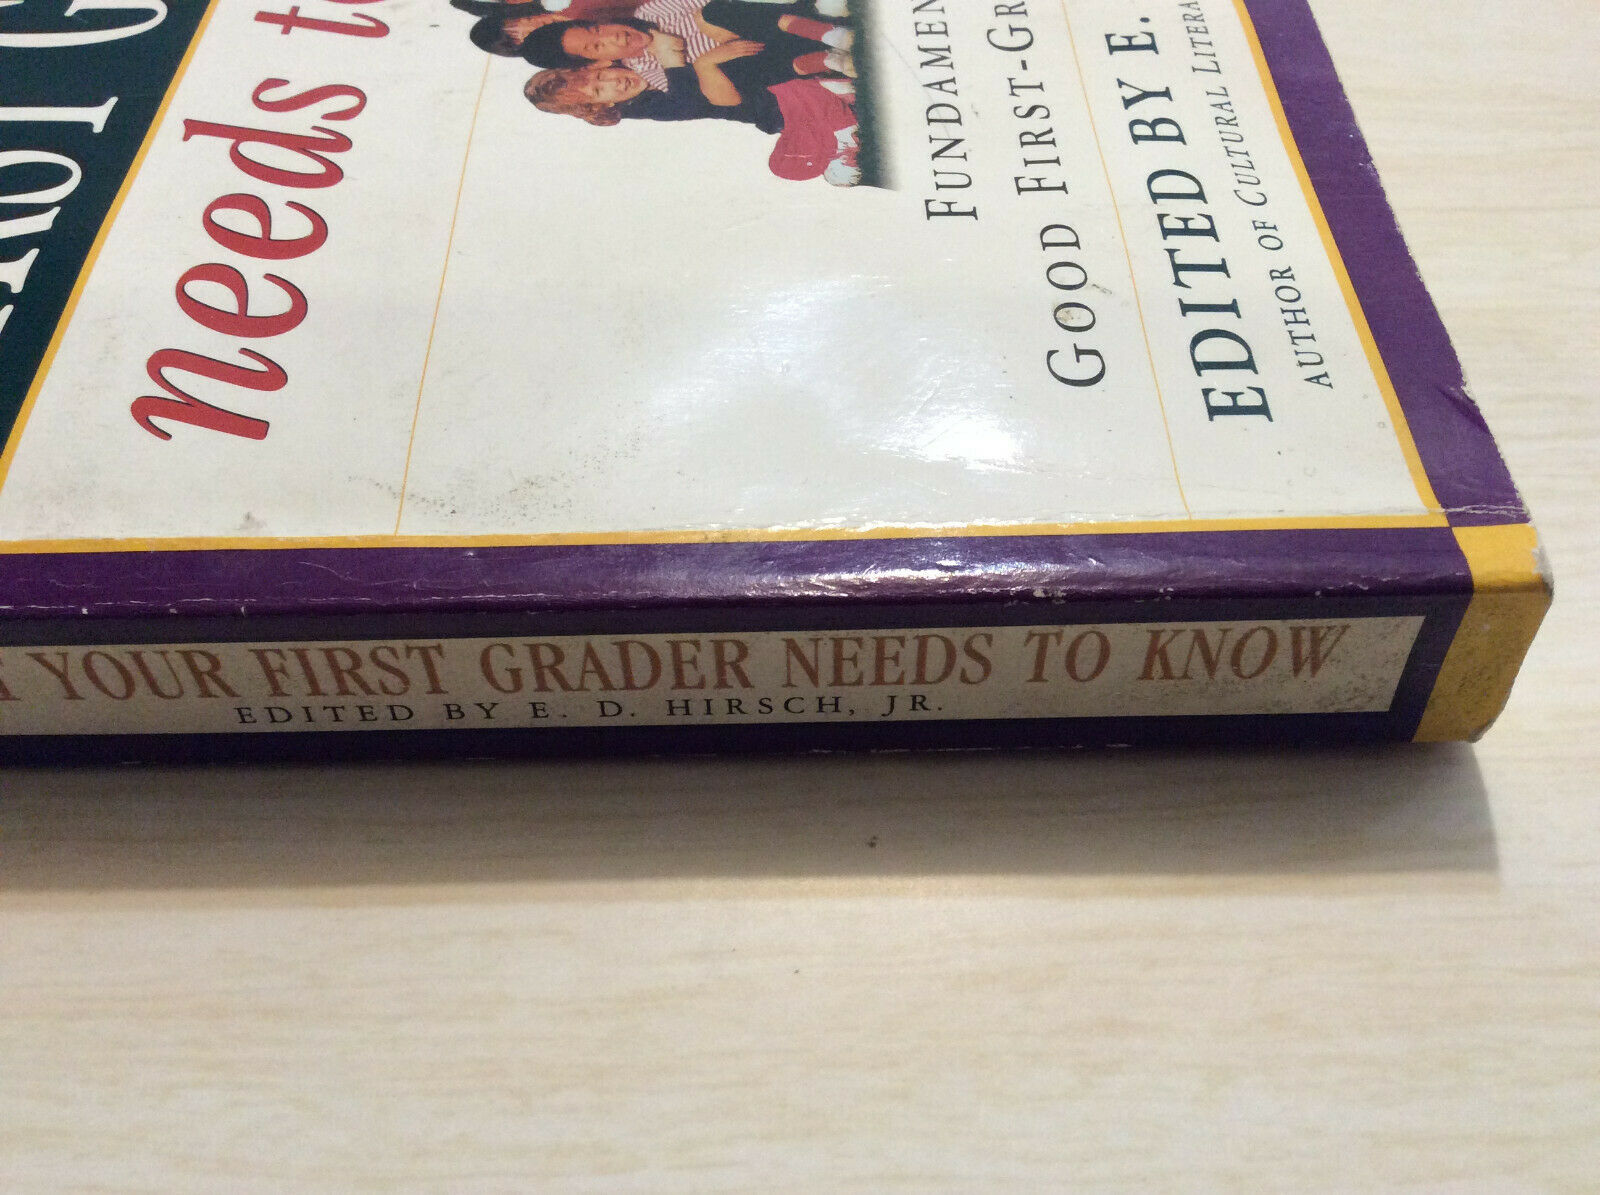 needs to
FUNDAMEN
GOOD FIRST-GR
EDITED BY E.
AUTHOR OF CULTURAL LITERA
YOUR FIRST GRADER NEEDS TO KNOW
EDITED BY E. D. HIRSCH, JR.